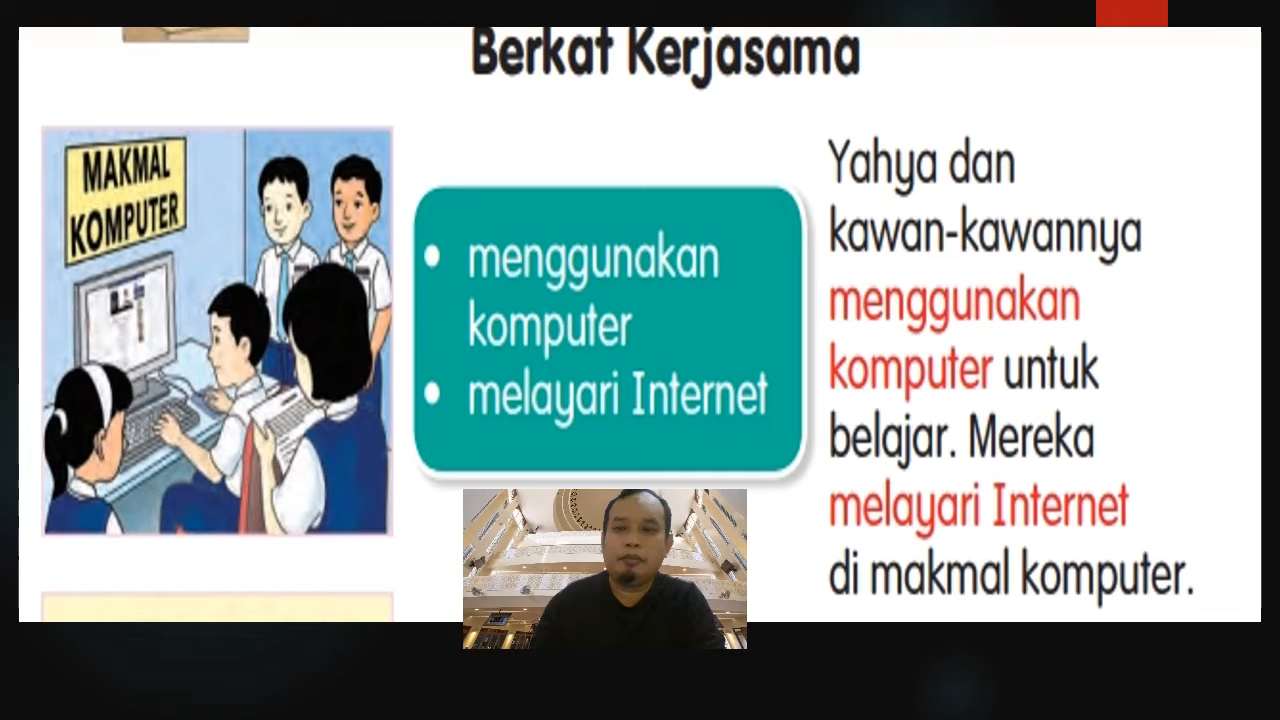 Berkat Kerjasama
MAKMAL
KOMPUTER
• menggunakan
komputer
• melayari Internet
Yahya dan
kawan-kawannya
menggunakan
komputer untuk
belajar. Mereka
melayari Internet
di makmal komputer.